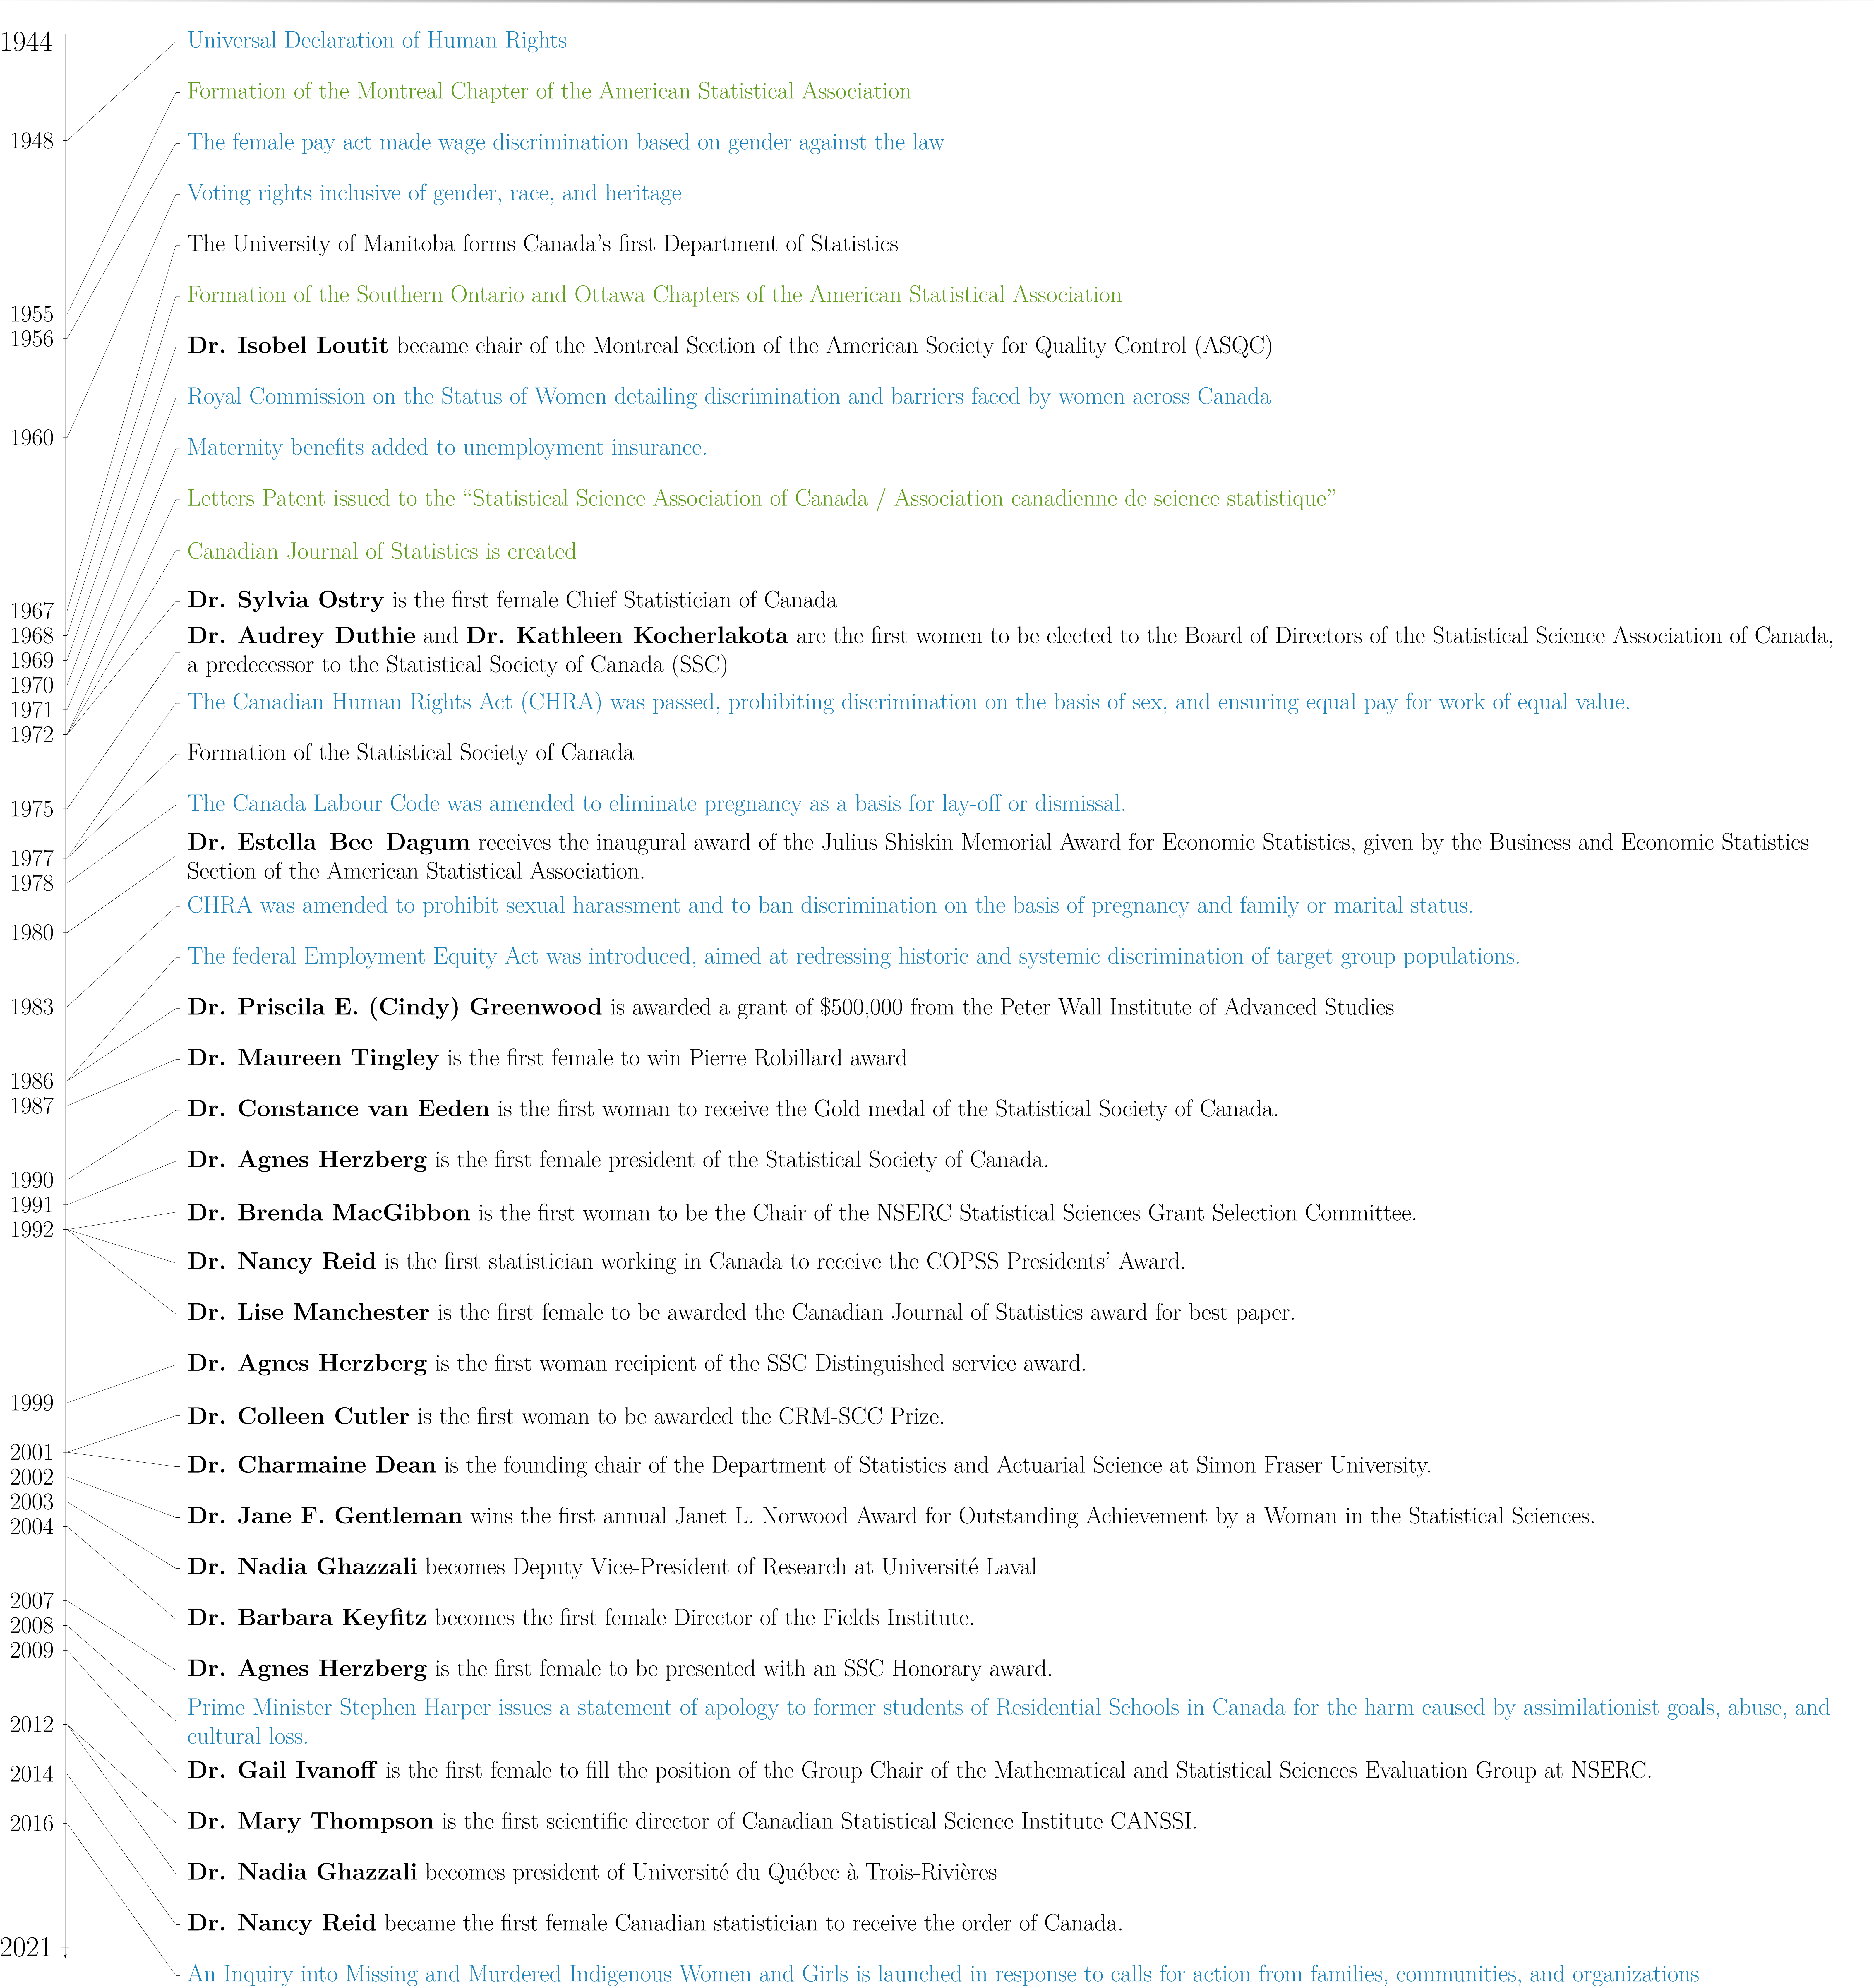 1944
Universal Declaration of Human Rights
Formation of the Montreal Chapter of the American Statistical Association
1948
The female pay act made wage discrimination based on gender against the law
Voting rights inclusive of gender, race, and heritage
The University of Manitoba forms Canada's first Department of Statistics
Formation of the Southern Ontario and Ottawa Chapters of the American Statistical Association
1955
1956
Dr. Isobel Loutit became chair of the Montreal Section of the American Society for Quality Control (ASQC)
Royal Commission on the Status of Women detailing discrimination and barriers faced by women across Canada
1960
Maternity benefits added to unemployment insurance.
Letters Patent issued to the “Statistical Science Association of Canada / Association canadienne de science statistique”
Canadian Journal of Statistics is created
Dr. Sylvia Ostry is the first female Chief Statistician of Canada
1967
1968
Dr. Audrey Duthie and Dr. Kathleen Kocherlakota are the first women to be elected to the Board of Directors of the Statistical Science Association of Canada,
a predecessor to the Statistical Society of Canada (SSC)
1969
1970
The Canadian Human Rights Act (CHRA) was passed, prohibiting discrimination on the basis of sex, and ensuring equal pay for work of equal value.
1971
1972
Formation of the Statistical Society of Canada
1975
The Canada Labour Code was amended to eliminate pregnancy as a basis for lay-off or dismissal.
Dr. Estella Bee Dagum receives the inaugural award of the Julius Shiskin Memorial Award for Economic Statistics, given by the Business and Economic Statistics
Section of the American Statistical Association.
1977
1978
CHRA was amended to prohibit sexual harassment and to ban discrimination on the basis of pregnancy and family or marital status.
1980
The federal Employment Equity Act was introduced, aimed at redressing historic and systemic discrimination of target group populations.
1983
Dr. Priscila E. (Cindy) Greenwood is awarded a grant of $500,000 from the Peter Wall Institute of Advanced Studies
Dr. Maureen Tingley is the first female to win Pierre Robillard award
1986
1987
Dr. Constance van Eeden is the first woman to receive the Gold medal of the Statistical Society of Canada.
Dr. Agnes Herzberg is the first female president of the Statistical Society of Canada.
1990
1991
Dr. Brenda MacGibbon is the first woman to be the Chair of the NSERC Statistical Sciences Grant Selection Committee.
1992
Dr. Nancy Reid is the first statistician working in Canada to receive the COPSS Presidents' Award.
Dr. Lise Manchester is the first female to be awarded the Canadian Journal of Statistics award for best paper.
Dr. Agnes Herzberg is the first woman recipient of the SSC Distinguished service award.
1999
Dr. Colleen Cutler is the first woman to be awarded the CRM-SCC Prize.
2001
Dr. Charmaine Dean is the founding chair of the Department of Statistics and Actuarial Science at Simon Fraser University.
2002
2003
Dr. Jane F. Gentleman wins the first annual Janet L. Norwood Award for Outstanding Achievement by a Woman in the Statistical Sciences.
2004
Dr. Nadia Ghazzali becomes Deputy Vice-President of Research at Université Laval
2007
Dr. Barbara Keyfitz becomes the first female Director of the Fields Institute.
2008
2009
Dr. Agnes Herzberg is the first female to be presented with an SSC Honorary award.
Prime Minister Stephen Harper issues a statement of apology to former students of Residential Schools in Canada for the harm caused by assimilationist goals, abuse, and
cultural loss.
2012
Dr. Gail Ivanoff is the first female to fill the position of the Group Chair of the Mathematical and Statistical Sciences Evaluation Group at NSERC.
2014
Dr. Mary Thompson is the first scientific director of Canadian Statistical Science Institute CANSSI.
2016
Dr. Nadia Ghazzali becomes president of Université du Québec à Trois-Rivières
Dr. Nancy Reid became the first female Canadian statistician to receive the order of Canada.
2021
An Inquiry into Missing and Murdered Indigenous Women and Girls is launched in response to calls for action from families, communities, and organizations